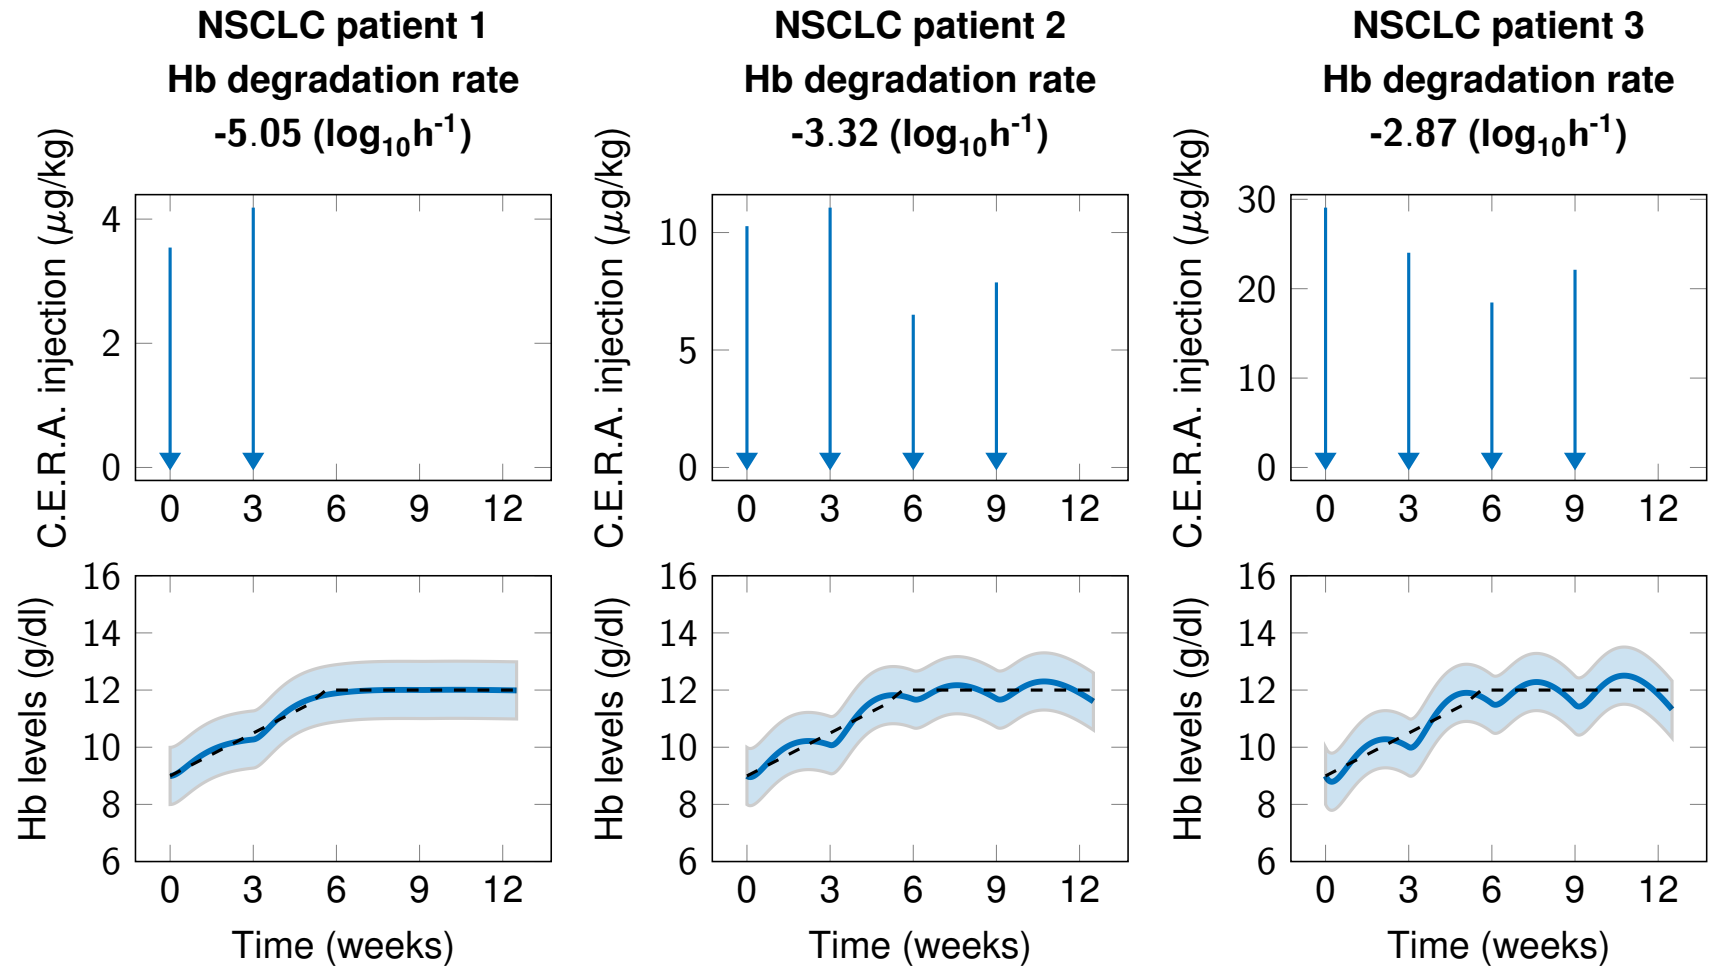 NSCLC patient 1
Hb degradation rate
-5.05 (log₁₀h⁻¹)
C.E.R.A. injection (μg/kg)
4
2
0
0 3 6 9 12
Hb levels (g/dl)
16
14
12
10
8
6
0 3 6 9 12
Time (weeks)
NSCLC patient 2
Hb degradation rate
-3.32 (log₁₀h⁻¹)
C.E.R.A. injection (μg/kg)
10
5
0
0 3 6 9 12
Hb levels (g/dl)
16
14
12
10
8
6
0 3 6 9 12
Time (weeks)
NSCLC patient 3
Hb degradation rate
-2.87 (log₁₀h⁻¹)
C.E.R.A. injection (μg/kg)
30
20
10
0
0 3 6 9 12
Hb levels (g/dl)
16
14
12
10
8
6
0 3 6 9 12
Time (weeks)